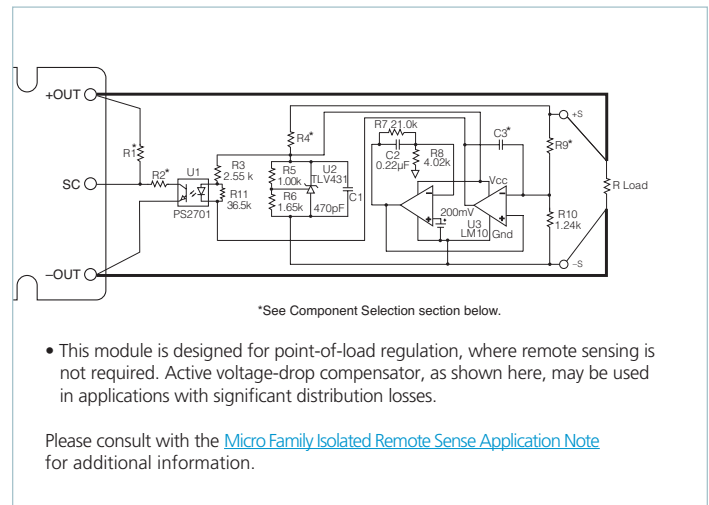 +OUT
SC
–OUT
R1*
R2*
U1
PS2701
R3
2.55 k
R11
36.5k
R4*
R5
1.00k
R6
1.65k
U2
TLV431
470pF
C1
R7 21.0k
C2
0.22µF
R8
4.02k
C3*
Vcc
200mV
U3
LM10
Gnd
+S
R9*
R10
1.24k
–S
R Load
*See Component Selection section below.
• This module is designed for point-of-load regulation, where remote sensing is
not required. Active voltage-drop compensator, as shown here, may be used
in applications with significant distribution losses.
Please consult with the Micro Family Isolated Remote Sense Application Note
for additional information.